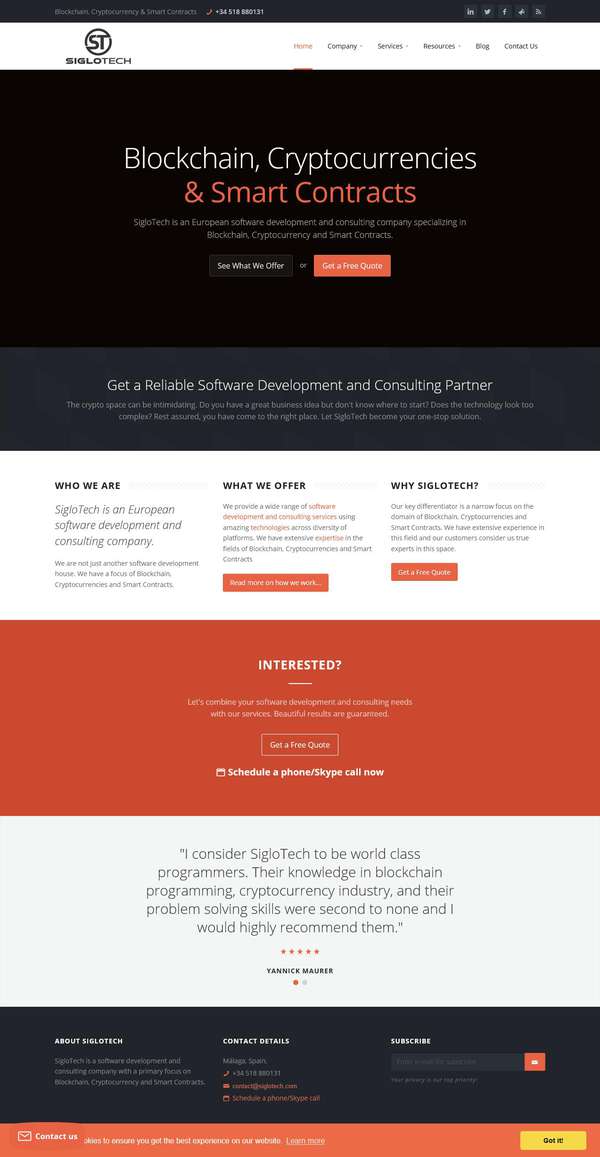 Blockchain, Cryptocurrency & Smart Contracts +34 518 880131
ST
SIGLOTECH
Home Company Services Resources Blog Contact Us
Blockchain, Cryptocurrencies
& Smart Contracts
SigloTech is an European software development and consulting company specializing in
Blockchain, Cryptocurrency and Smart Contracts.
See What We Offer or Get a Free Quote
Get a Reliable Software Development and Consulting Partner
The crypto space can be intimidating. Do you have a great business idea but don't know where to start? Does the technology look too
complex? Rest assured, you have come to the right place. Let SigloTech become your one-stop solution.
WHO WE ARE
SigloTech is an European
software development and
consulting company.
We are not just another software development
house. We have a focus of Blockchain,
Cryptocurrencies and Smart Contracts.
WHAT WE OFFER
We provide a wide range of software
development and consulting services using
amazing technologies across diversity of
platforms. We have extensive expertise in the
fields of Blockchain, Cryptocurrencies and Smart
Contracts
Read more on how we work...
WHY SIGLOTECH?
Our key differentiator is a narrow focus on the
domain of Blockchain, Cryptocurrencies and
Smart Contracts. We have extensive experience in
this field and our customers consider us true
experts in this space.
Get a Free Quote
INTERESTED?
Let's combine your software development and consulting needs
with our services. Beautiful results are guaranteed.
Get a Free Quote
Schedule a phone/Skype call now
"I consider SigloTech to be world class
programmers. Their knowledge in blockchain
programming, cryptocurrency industry, and their
problem solving skills were second to none and I
would highly recommend them."
YANNICK MAURER
ABOUT SIGLOTECH
SigloTech is a software development and
consulting company with a primary focus on
Blockchain, Cryptocurrency and Smart Contracts.
CONTACT DETAILS
Málaga, Spain,
+34 518 880131
contact@siglotech.com
Schedule a phone/Skype call
SUBSCRIBE
Enter e-mail for subscribe
Your privacy is our top priority!
Contact us
okies to ensure you get the best experience on our website. Learn more
Got it!